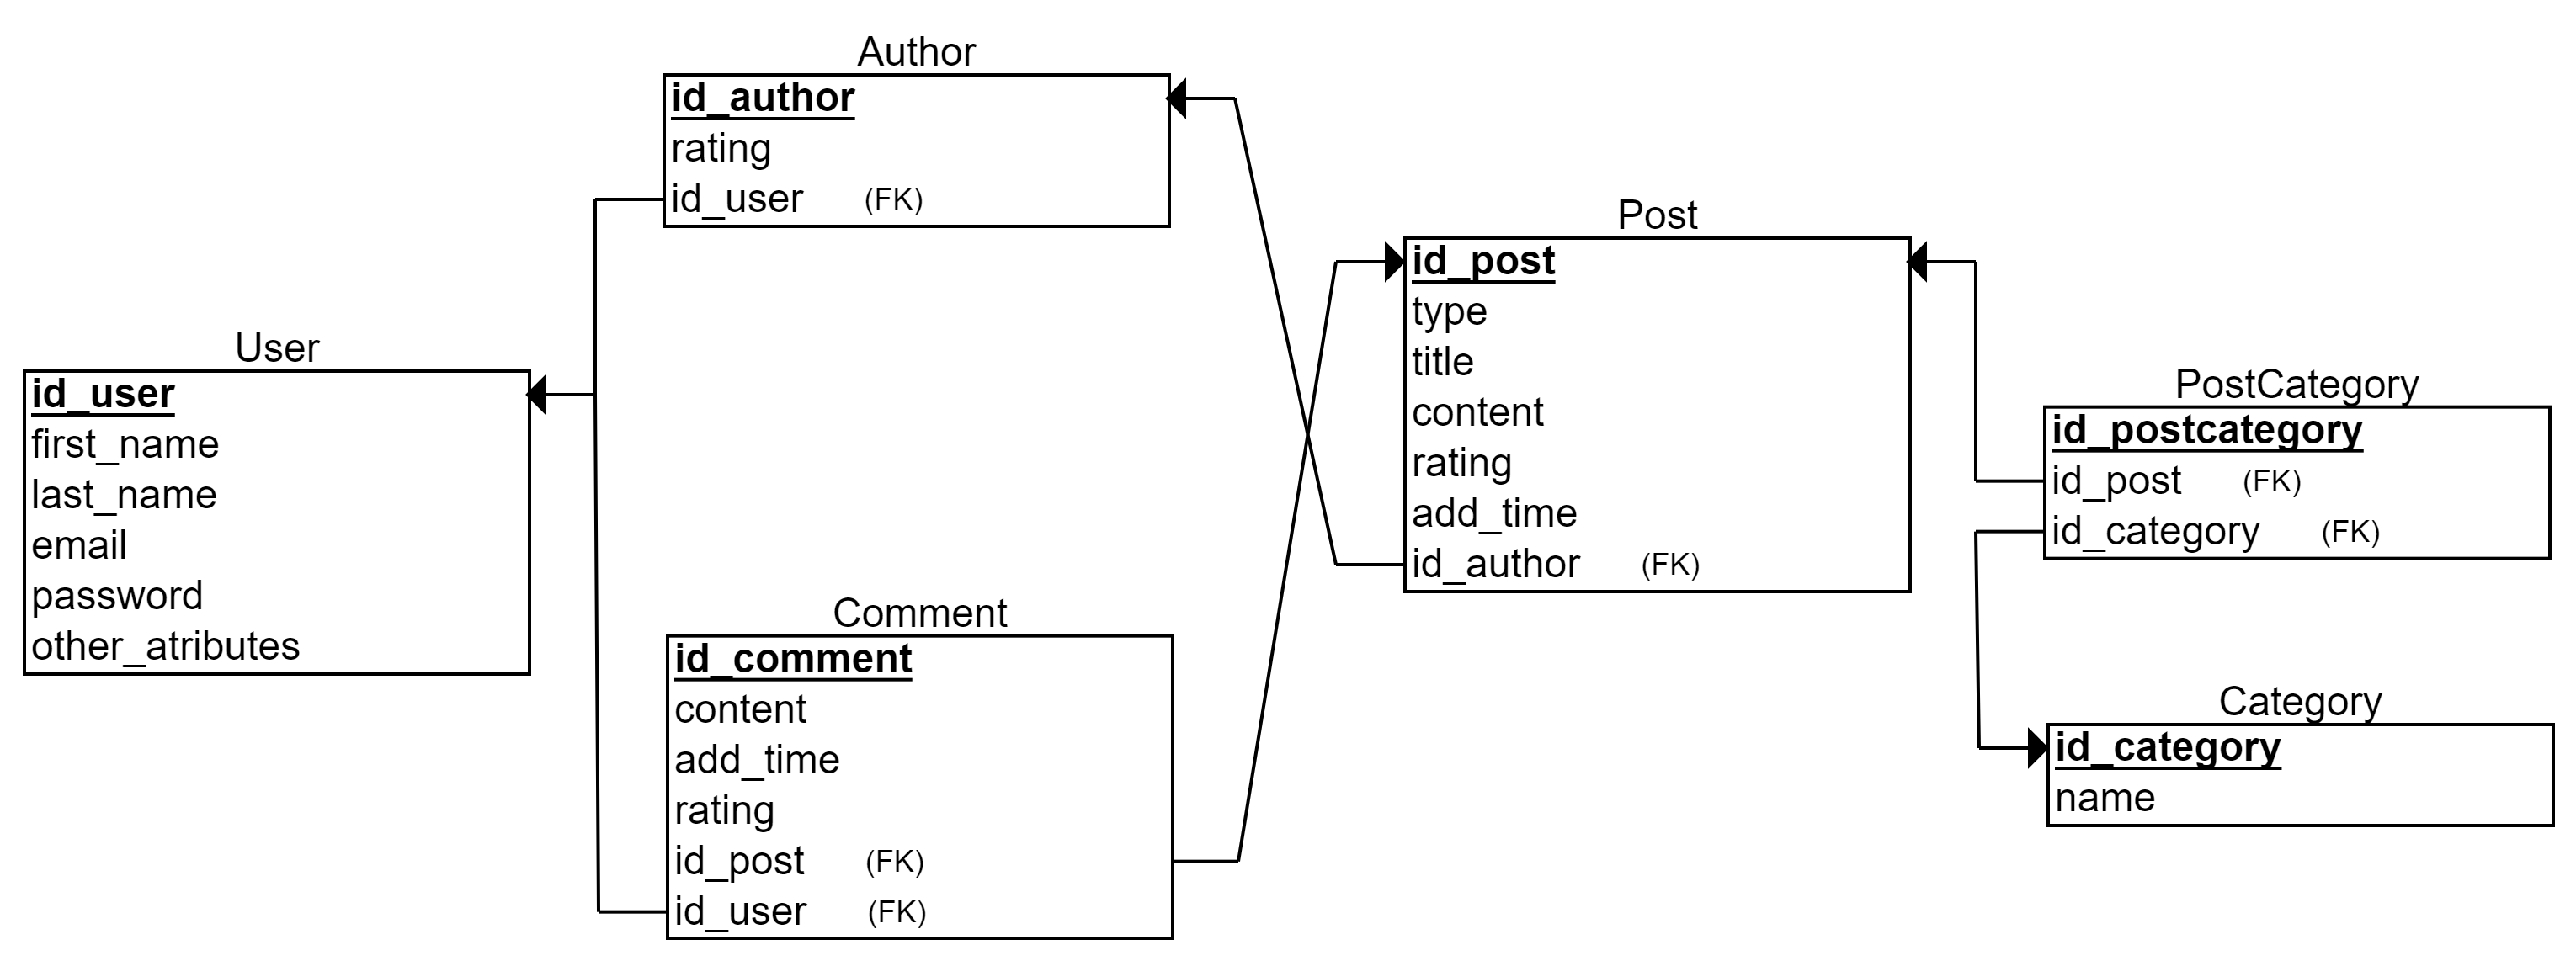 User
id_user
first_name
last_name
email
password
other_atributes
Author
id_author
rating
id_user (FK)
Comment
id_comment
content
add_time
rating
id_post (FK)
id_user (FK)
Post
id_post
type
title
content
rating
add_time
id_author (FK)
PostCategory
id_postcategory
id_post (FK)
id_category (FK)
Category
id_category
name